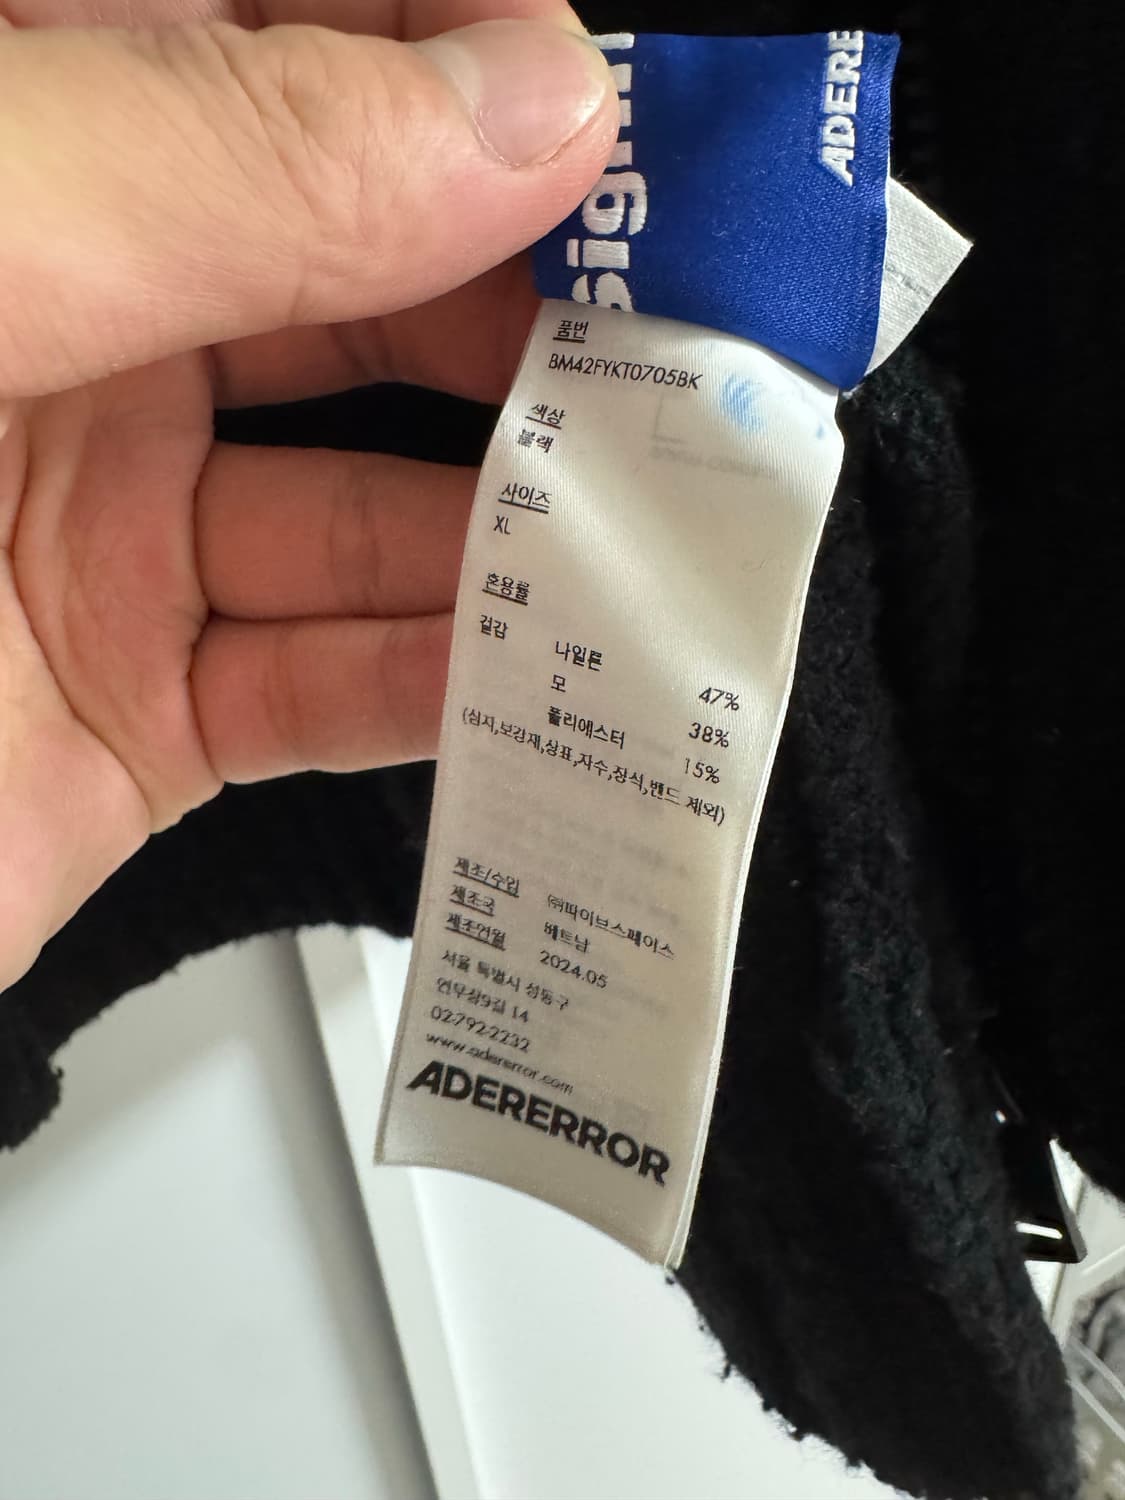 ADERE
Sign
품번
BM42FYKT0705BK
색상
블랙
사이즈
XL
혼용률
겉감
나일론 47%
모 38%
폴리에스터 15%
(심지,보강재,상표,자수,장식,밴드 제외)
제조/수입 ㈜파이브스페이스
제조국 베트남
제조연월 2024.05
서울 특별시 성동구
연무장9길 14
02-792-2232
www.adererror.com
ADERERROR